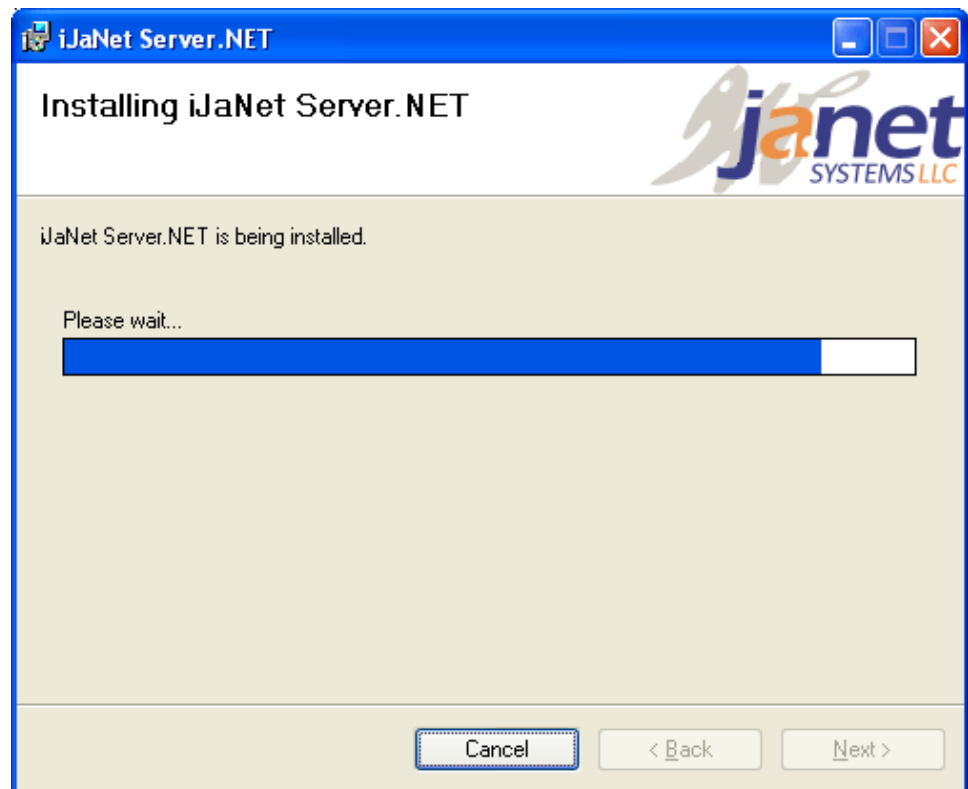 iJaNet Server.NET
Installing iJaNet Server.NET
janet
SYSTEMS LLC
iJaNet Server.NET is being installed.
Please wait...
Cancel
< Back
Next >